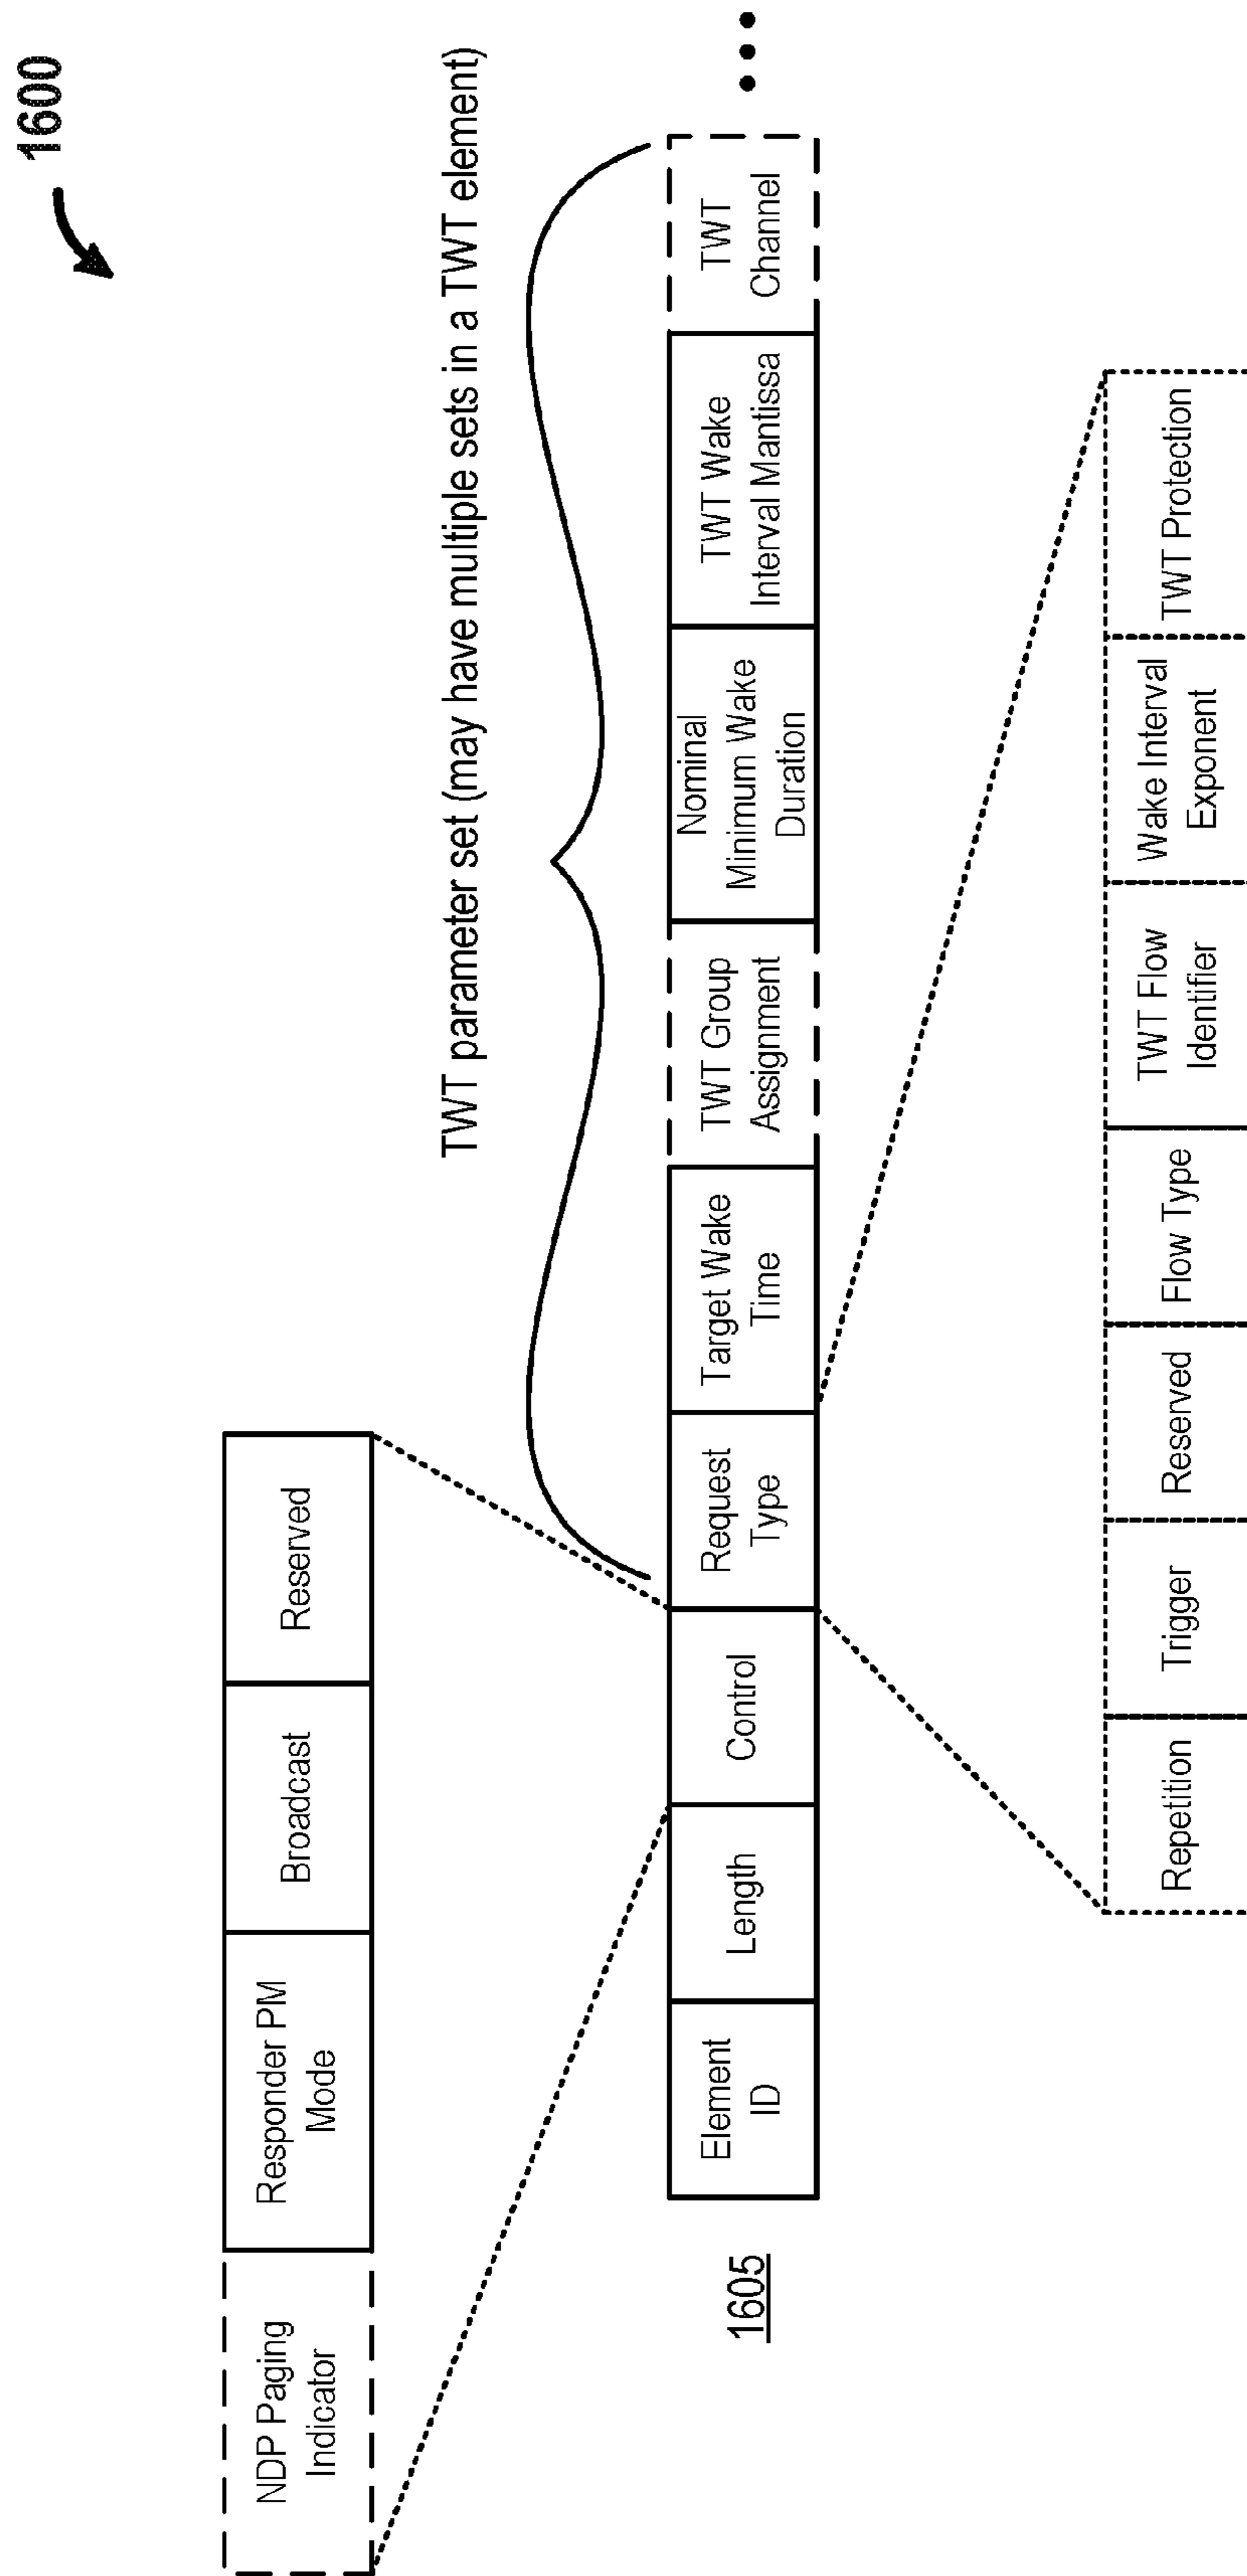 1600
NDP Paging
Indicator
Responder PM
Mode
Broadcast
Reserved
TWT parameter set (may have multiple sets in a TWT element)
1605
Element
ID
Length
Control
Request
Type
Target Wake
Time
TWT Group
Assignment
Nominal
Minimum Wake
Duration
TWT Wake
Interval Mantissa
TWT
Channel
Repetition
Trigger
Reserved
Flow Type
TWT Flow
Identifier
Wake Interval
Exponent
TWT Protection